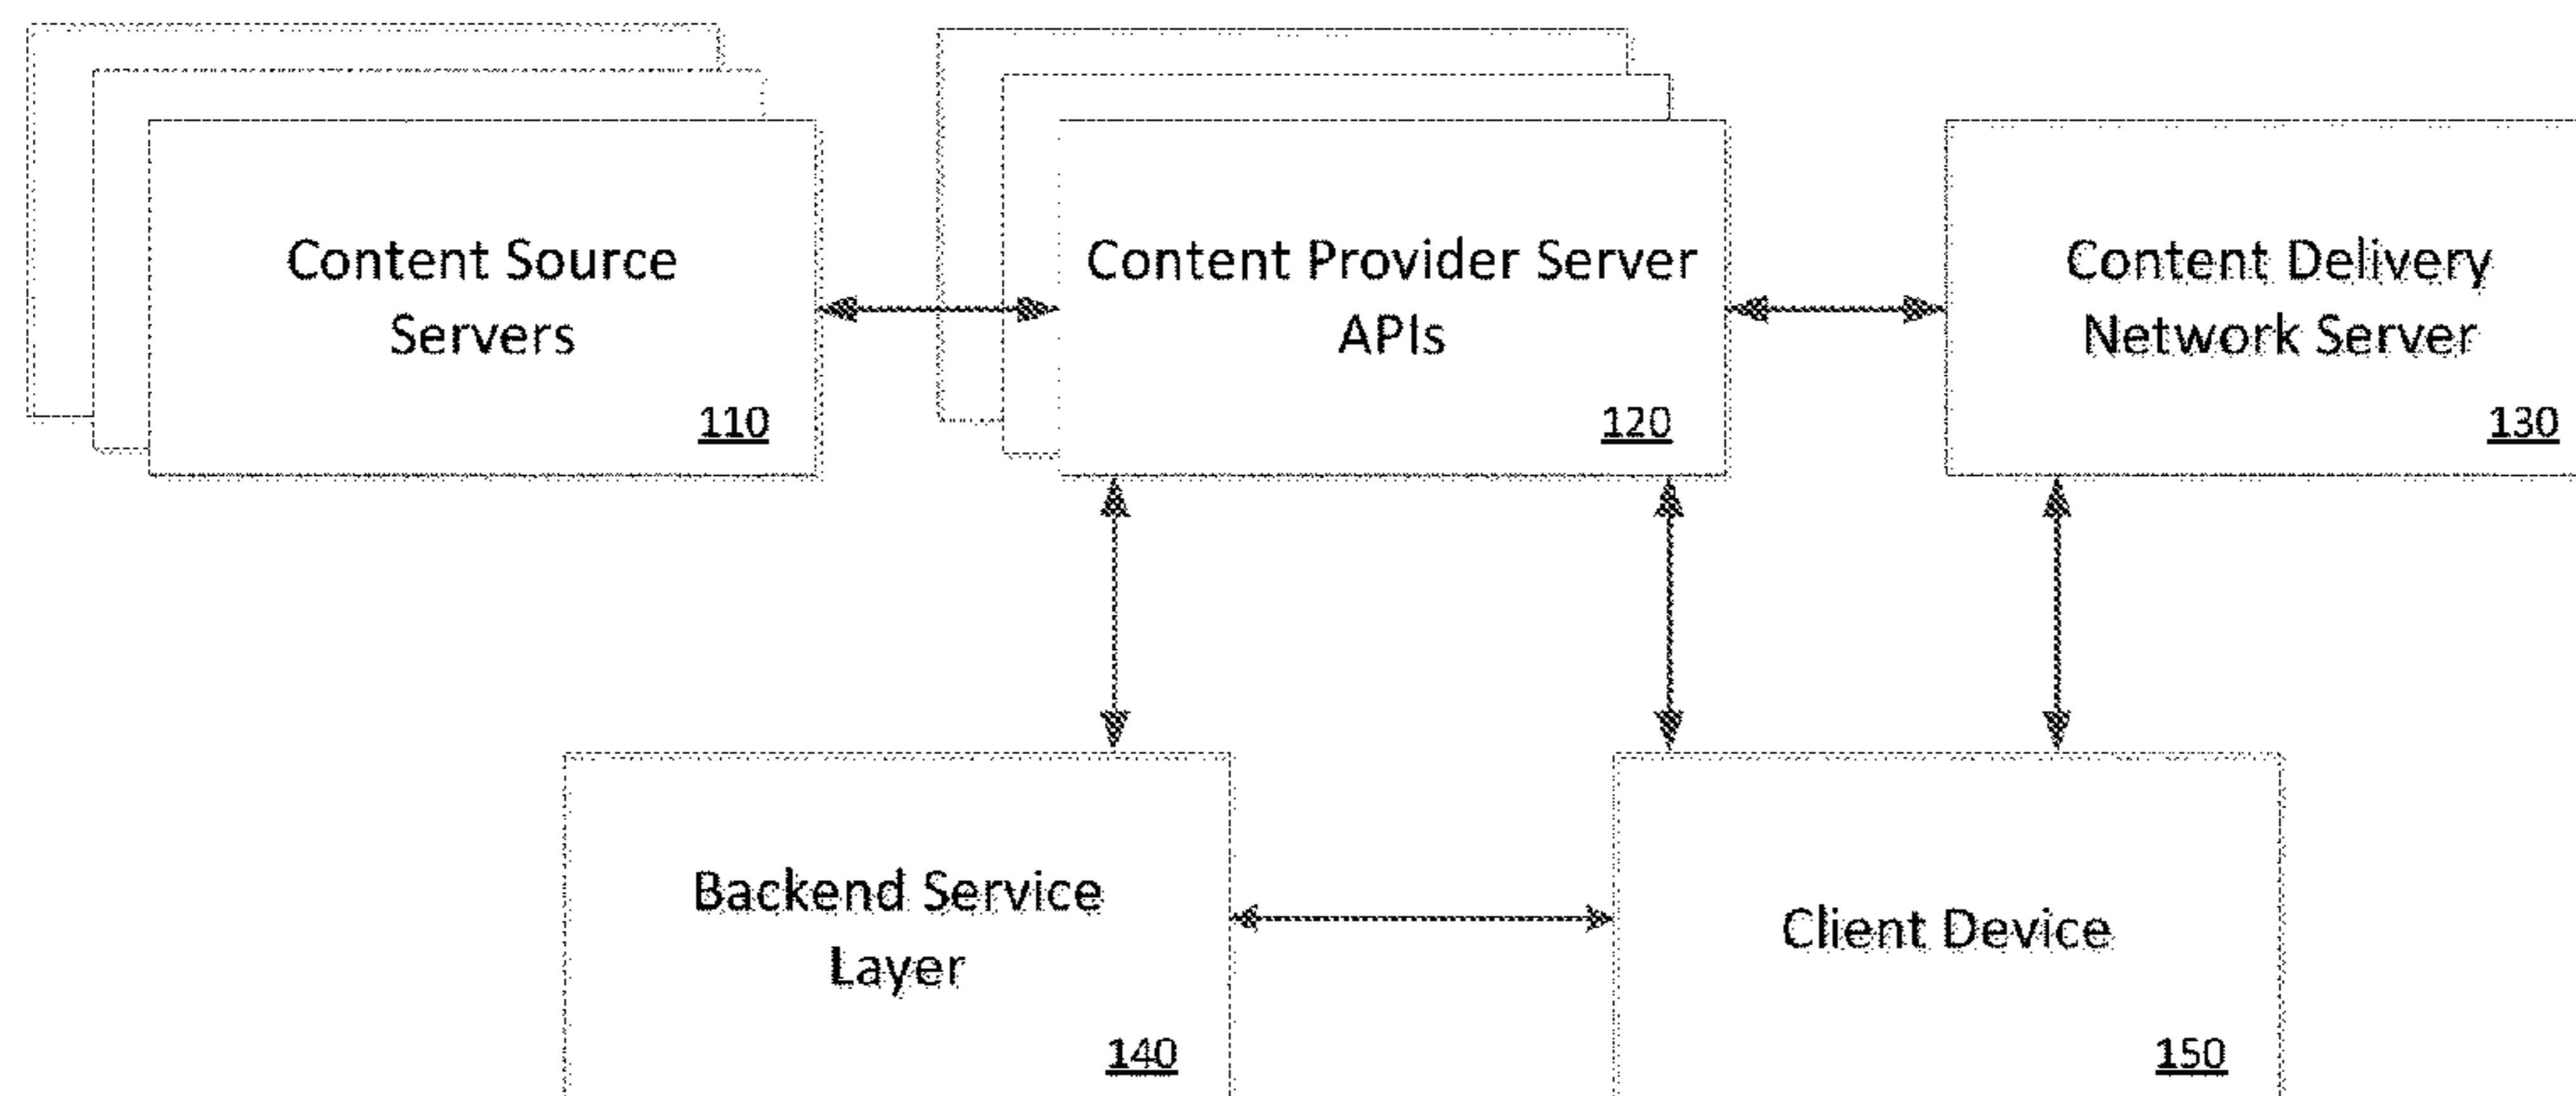 Content Source
Servers
110
Content Provider Server
APIs
120
Content Delivery
Network Server
130
Backend Service
Layer
140
Client Device
150